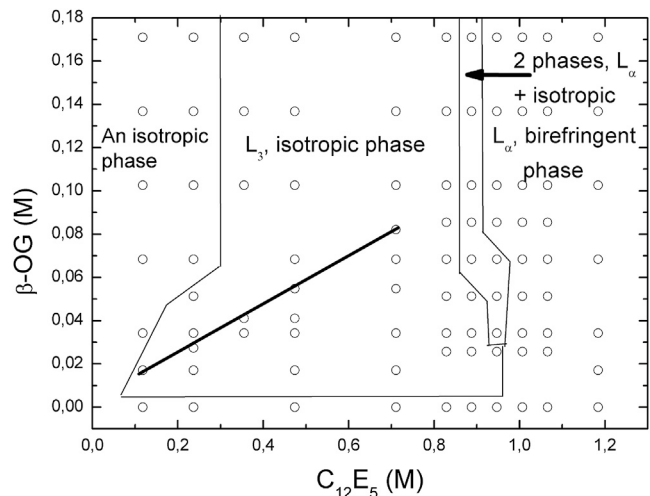 0,18
0,16
0,14
0,12
0,10
0,08
0,06
0,04
0,02
0,00
β-OG (M)
An isotropic
phase
L₃, isotropic phase
2 phases, Lα
+ isotropic
Lα, birefringent
phase
0,0 0,2 0,4 0,6 0,8 1,0 1,2
C₁₂E₅ (M)